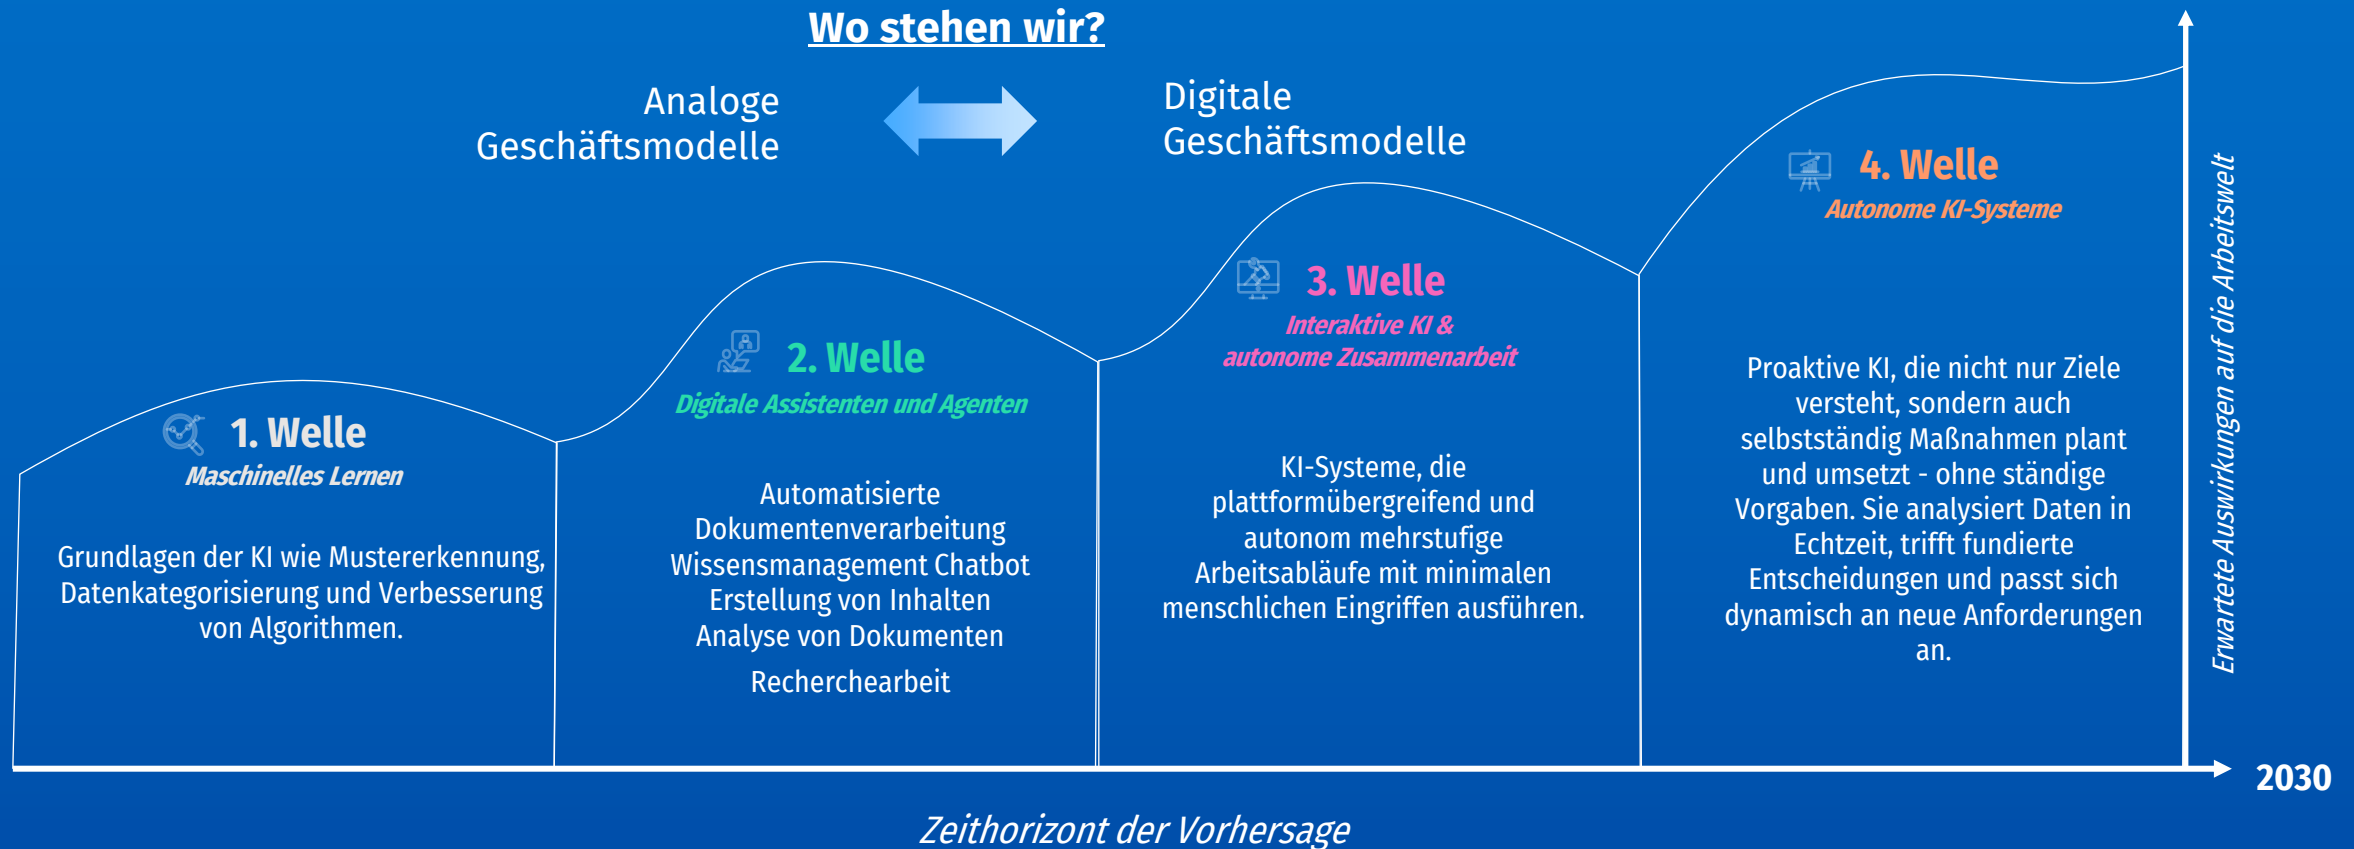 Wo stehen wir?
Analoge
Geschäftsmodelle
Digitale
Geschäftsmodelle
1. Welle
Maschinelles Lernen
Grundlagen der KI wie Mustererkennung,
Datenkategorisierung und Verbesserung
von Algorithmen.
2. Welle
Digitale Assistenten und Agenten
Automatisierte
Dokumentenverarbeitung
Wissensmanagement Chatbot
Erstellung von Inhalten
Analyse von Dokumenten
Recherchearbeit
3. Welle
Interaktive KI &
autonome Zusammenarbeit
KI-Systeme, die
plattformübergreifend und
autonom mehrstufige
Arbeitsabläufe mit minimalen
menschlichen Eingriffen ausführen.
4. Welle
Autonome KI-Systeme
Proaktive KI, die nicht nur Ziele
versteht, sondern auch
selbstständig Maßnahmen plant
und umsetzt - ohne ständige
Vorgaben. Sie analysiert Daten in
Echtzeit, trifft fundierte
Entscheidungen und passt sich
dynamisch an neue Anforderungen
an.
Erwartete Auswirkungen auf die Arbeitswelt
2030
Zeithorizont der Vorhersage